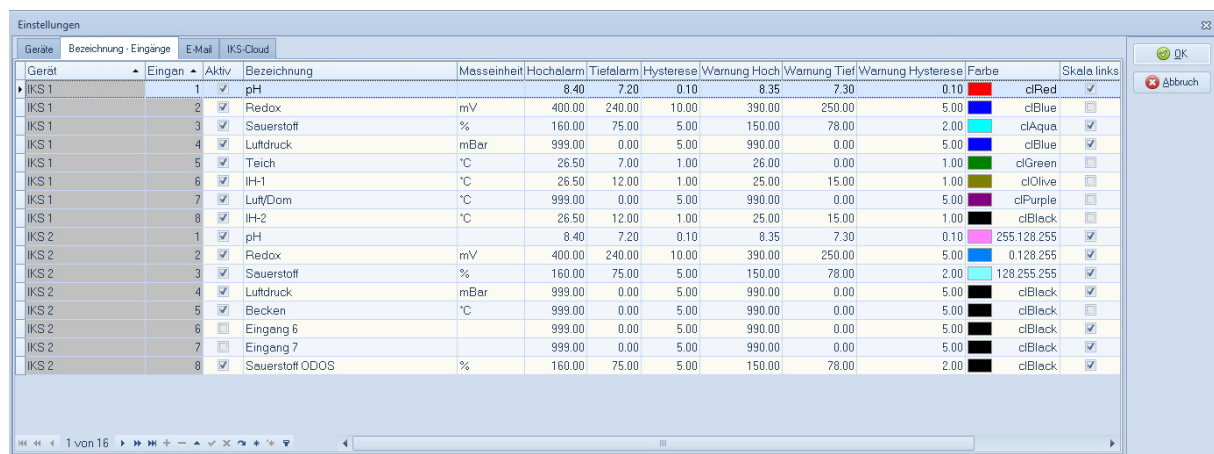 Einstellungen
Geräte Bezeichnung - Eingänge E-Mail IKS-Cloud
OK
Abbruch
Gerät Eingan Aktiv Bezeichnung Masseinheit Hochalarm Tiefalarm Hysterese Warnung Hoch Warnung Tief Warnung Hysterese Farbe Skala links
IKS 1 1 pH 8.40 7.20 0.10 8.35 7.30 0.10 clRed
IKS 1 2 Redox mV 400.00 240.00 10.00 390.00 250.00 5.00 clBlue
IKS 1 3 Sauerstoff % 160.00 75.00 5.00 150.00 78.00 2.00 clAqua
IKS 1 4 Luftdruck mBar 999.00 0.00 5.00 990.00 0.00 5.00 clBlue
IKS 1 5 Teich °C 26.50 7.00 1.00 26.00 0.00 1.00 clGreen
IKS 1 6 IH-1 °C 26.50 12.00 1.00 25.00 15.00 1.00 clOlive
IKS 1 7 Luft/Dom °C 999.00 0.00 5.00 990.00 0.00 5.00 clPurple
IKS 1 8 IH-2 °C 26.50 12.00 1.00 25.00 15.00 1.00 clBlack
IKS 2 1 pH 8.40 7.20 0.10 8.35 7.30 0.10 255.128.255
IKS 2 2 Redox mV 400.00 240.00 10.00 390.00 250.00 5.00 0.128.255
IKS 2 3 Sauerstoff % 160.00 75.00 5.00 150.00 78.00 2.00 128.255.255
IKS 2 4 Luftdruck mBar 999.00 0.00 5.00 990.00 0.00 5.00 clBlack
IKS 2 5 Becken °C 999.00 0.00 5.00 990.00 0.00 5.00 clBlack
IKS 2 6 Eingang 6 999.00 0.00 5.00 990.00 0.00 5.00 clBlack
IKS 2 7 Eingang 7 999.00 0.00 5.00 990.00 0.00 5.00 clBlack
IKS 2 8 Sauerstoff ODOS % 160.00 75.00 5.00 150.00 78.00 2.00 clBlack
1 von 16